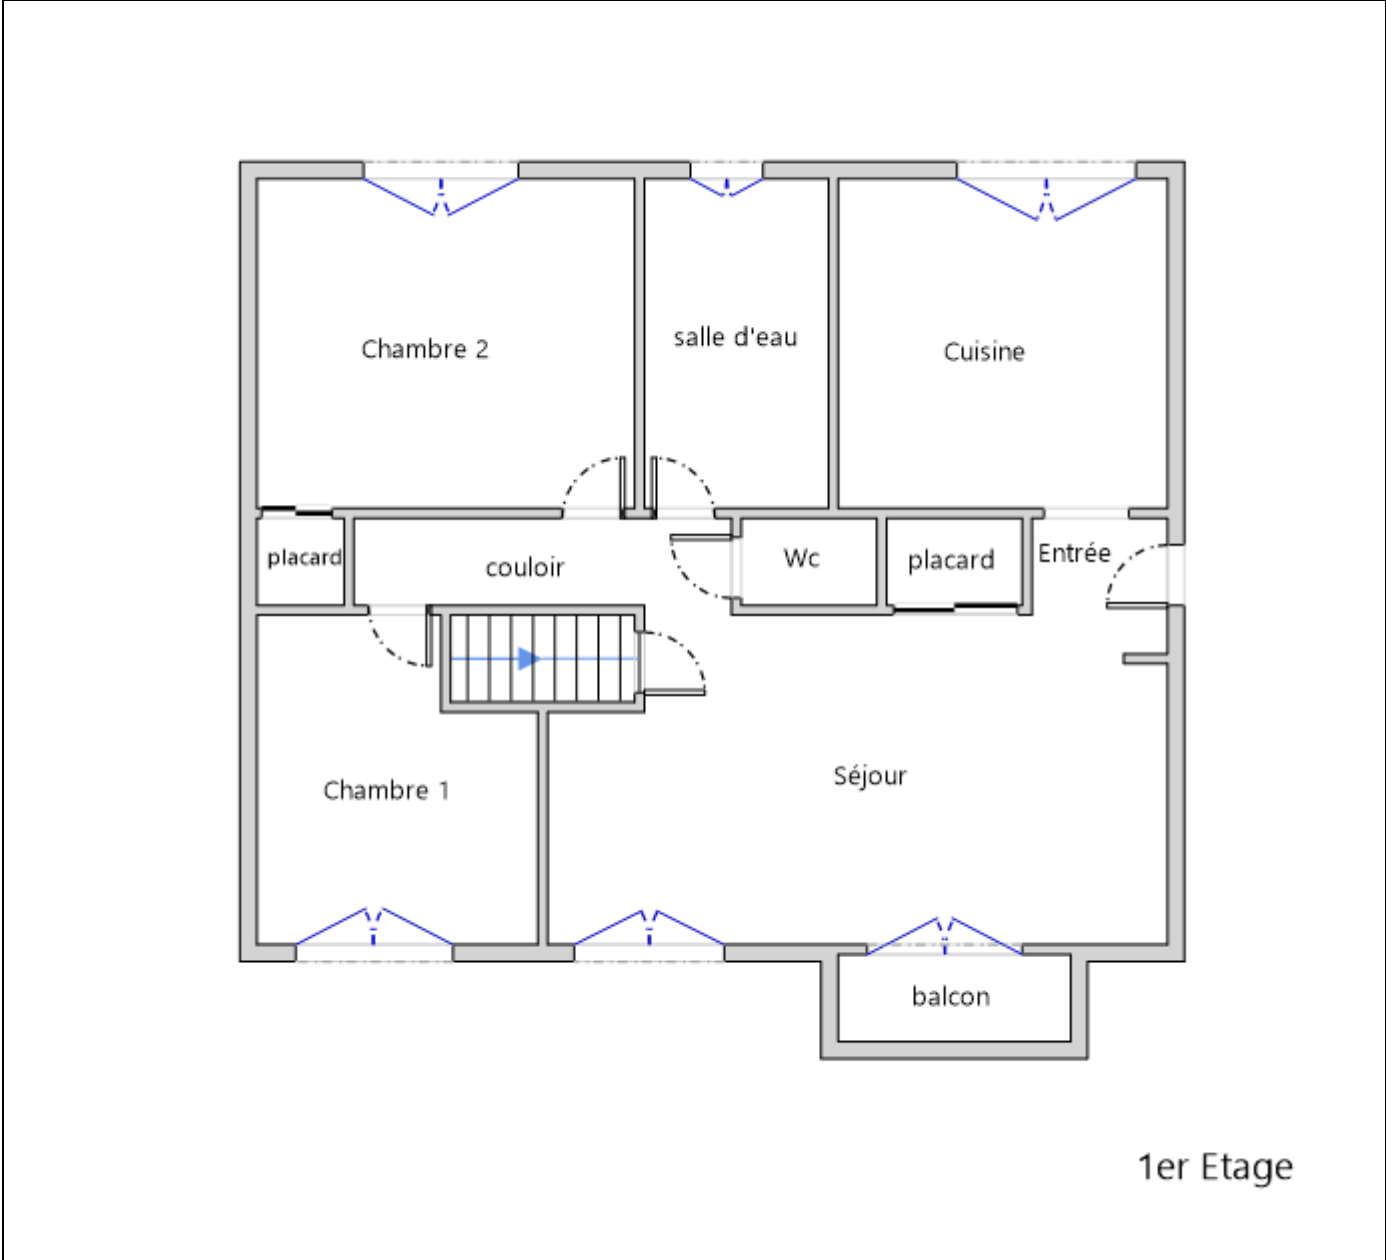 Chambre 2
salle d'eau
Cuisine
placard
couloir
Wc
placard
Entrée
Chambre 1
Séjour
balcon
1er Etage